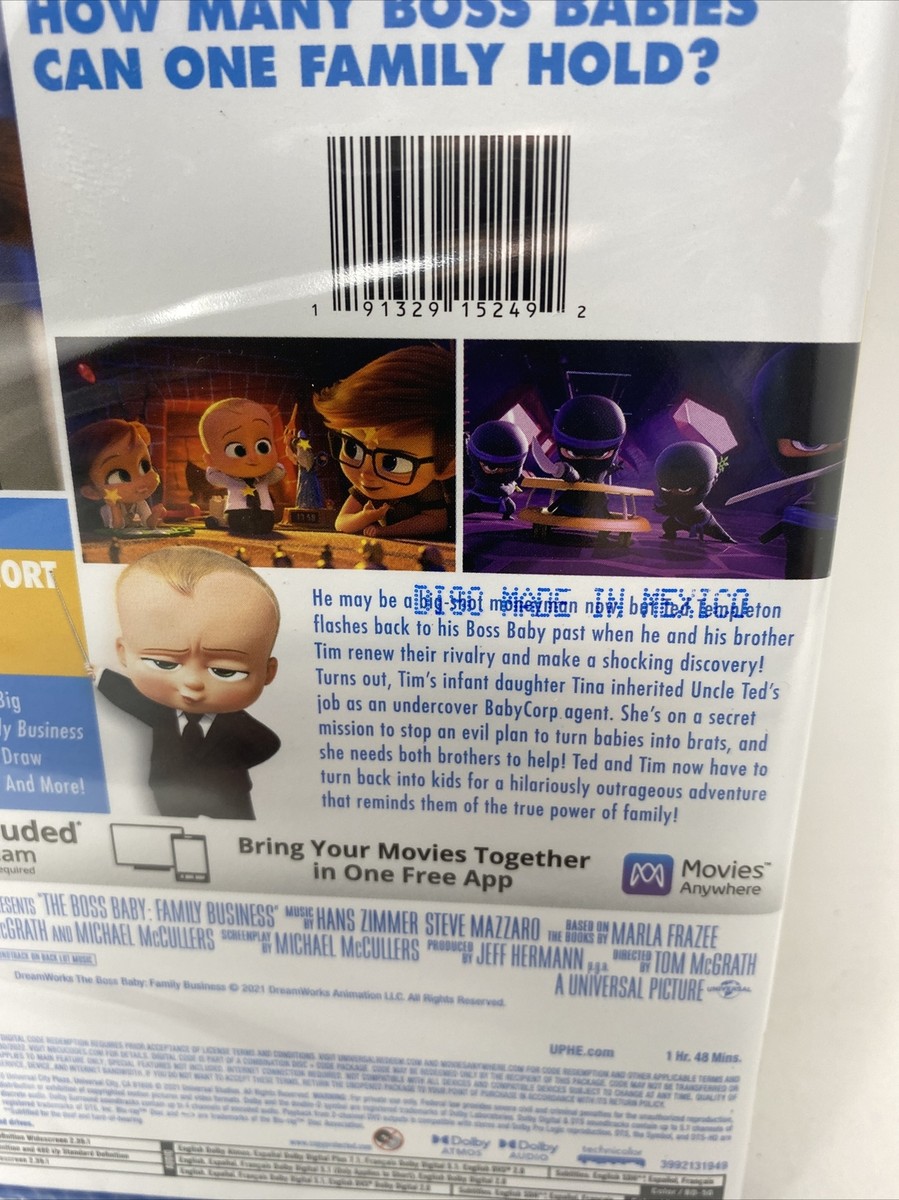 HOW MANY BOSS BABIES
CAN ONE FAMILY HOLD?
1 91329 15249 2
ORT
Big
ly Business
Draw
And More!
DISC MADE IN MEXICO
He may be a big-shot moneyman now, but Ted Templeton
flashes back to his Boss Baby past when he and his brother
Tim renew their rivalry and make a shocking discovery!
Turns out, Tim's infant daughter Tina inherited Uncle Ted's
job as an undercover BabyCorp agent. She's on a secret
mission to stop an evil plan to turn babies into brats, and
she needs both brothers to help! Ted and Tim now have to
turn back into kids for a hilariously outrageous adventure
that reminds them of the true power of family!
uded*
am
equired
Bring Your Movies Together
in One Free App
Movies™
Anywhere
ESENTS "THE BOSS BABY: FAMILY BUSINESS" MUSIC BY HANS ZIMMER STEVE MAZZARO BASED ON THE BOOKS BY MARLA FRAZEE
cGRATH AND MICHAEL McCULLERS SCREENPLAY BY MICHAEL McCULLERS PRODUCED BY JEFF HERMANN p.g.a. DIRECTED BY TOM McGRATH
A UNIVERSAL PICTURE UNIVERSAL
DreamWorks The Boss Baby: Family Business © 2021 DreamWorks Animation LLC. All Rights Reserved.
UPHE.com 1 Hr. 48 Mins.
Dolby ATMOS Dolby AUDIO technicolor
3992131949
Color / BD-50